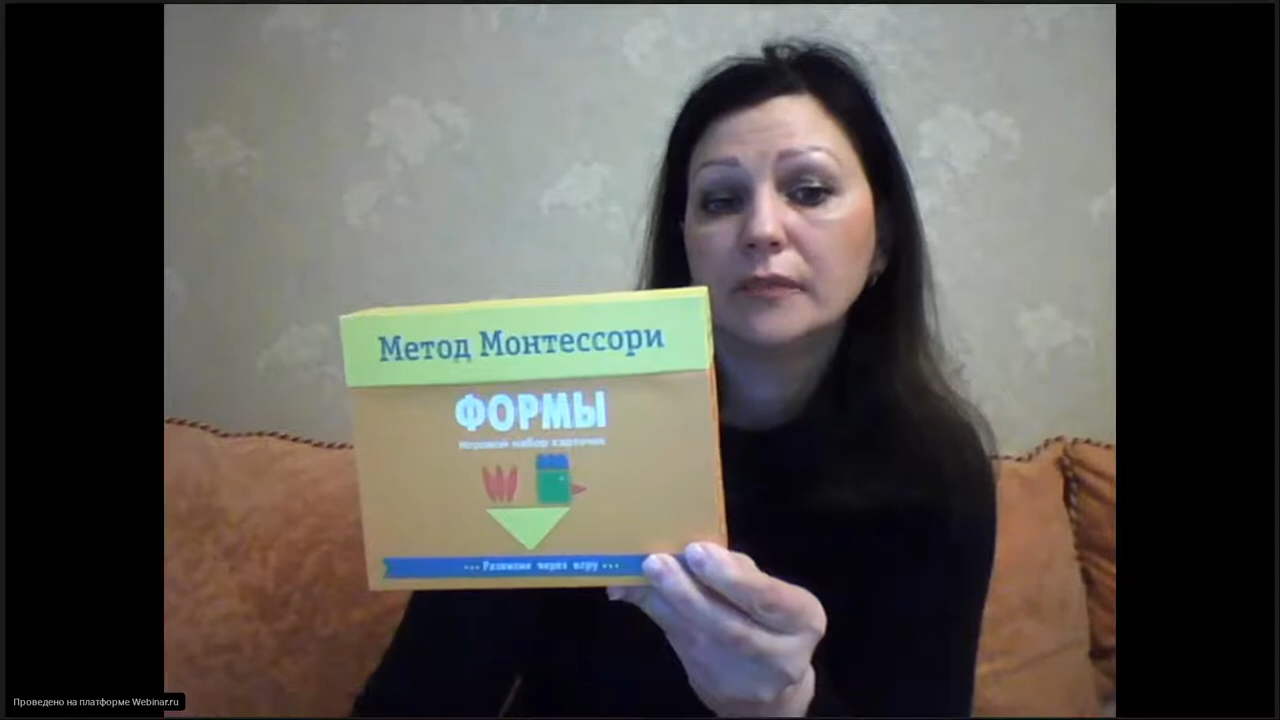 Метод Монтессори
ФОРМЫ
игровой набор карточек
Развитие через игру
Проведено на платформе Webinar.ru